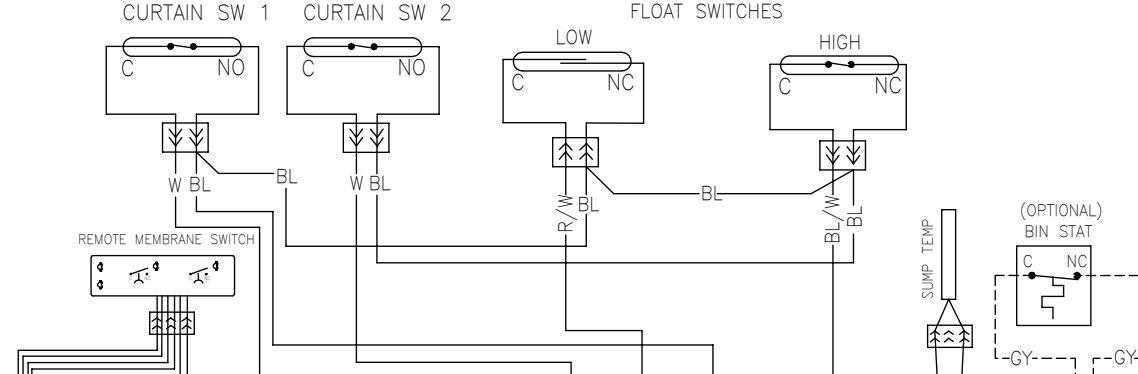 CURTAIN SW 1
CURTAIN SW 2
FLOAT SWITCHES
LOW
HIGH
C NO
C NO
C NC
C NC
W BL
BL
W BL
R/W
BL
BL
BL/W
BL
REMOTE MEMBRANE SWITCH
SUMP TEMP
(OPTIONAL)
BIN STAT
C NC
GY
GY